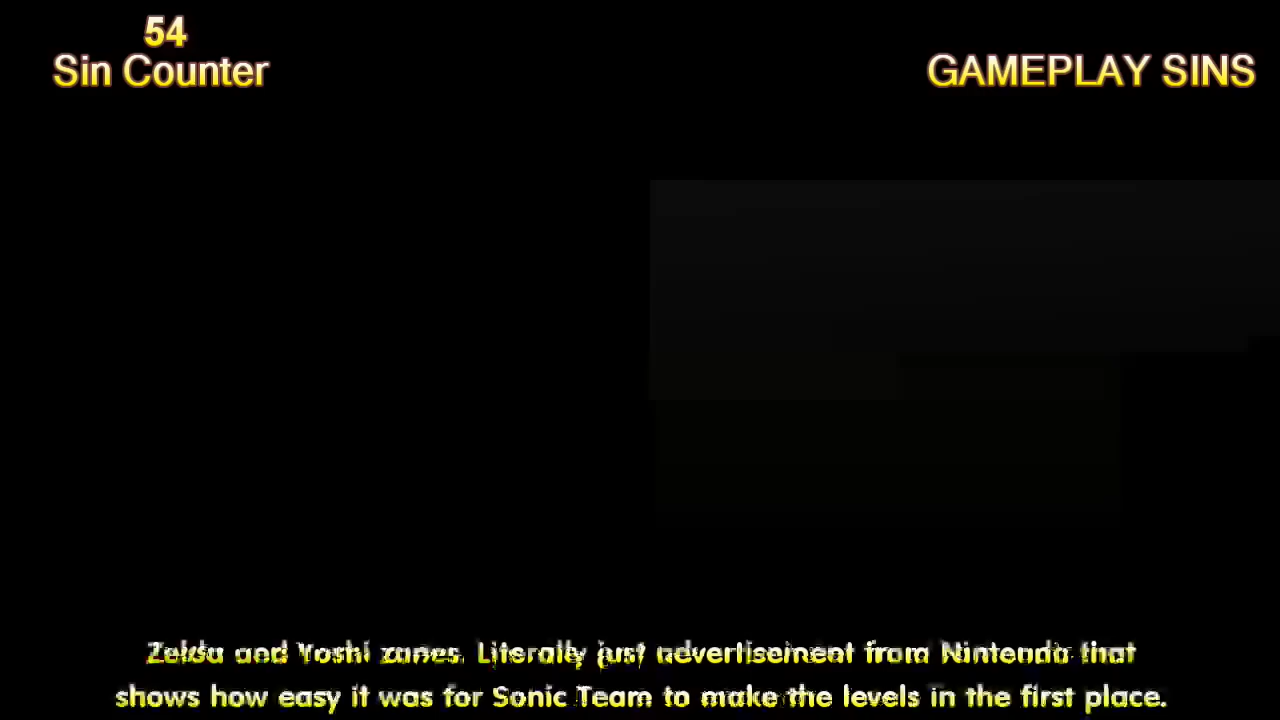 54
Sin Counter
GAMEPLAY SINS
Zelda and Yoshi zones. Literally just advertisement from Nintendo that
shows how easy it was for Sonic Team to make the levels in the first place.